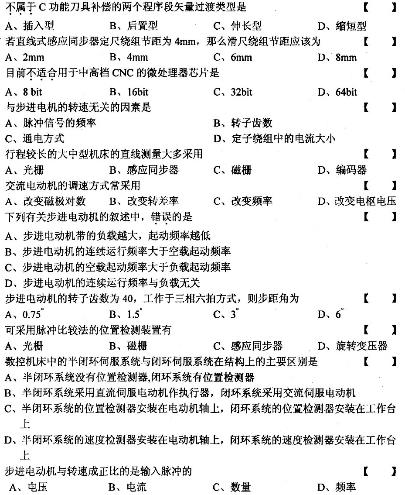 不属于 C 功能刀具补偿的两个程序段矢量过渡类型是 【 】
A、插入型 B、后置型 C、伸长型 D、缩短型
若直线式感应同步器定尺绕组节距为 4mm，那么滑尺绕组节距应该为 【 】
A、2mm B、4mm C、6mm D、8mm
目前不适合用于中高档 CNC 的微处理器芯片是 【 】
A、8 bit B、16bit C、32bit D、64bit
与步进电机的转速无关的因素是 【 】
A、脉冲信号的频率 B、转子齿数
C、通电方式 D、定子绕组中的电流大小
行程较长的大中型机床的直线测量大多采用 【 】
A、光栅 B、感应同步器 C、磁栅 D、编码器
交流电动机的调速方式常采用 【 】
A、改变磁极对数 B、改变转差率 C、改变频率 D、改变电枢电压
下列有关步进电动机的叙述中，错误的是 【 】
A、步进电动机带的负载越大，起动频率越低
B、步进电动机的连续运行频率大于空载起动频率
C、步进电动机的空载起动频率大于负载起动频率
D、步进电动机的连续运行频率与负载无关
步进电动机的转子齿数为 40，工作于三相六拍方式，则步距角为 【 】
A、0.75° B、1.5° C、3° D、6°
可采用脉冲比较法的位置检测装置有 【 】
A、光栅 B、磁栅 C、感应同步器 D、旋转变压器
数控机床中的半闭环伺服系统与闭环伺服系统在结构上的主要区别是 【 】
A、半闭环系统没有位置检测器,闭环系统有位置检测器
B、半闭环系统采用直流伺服电动机作执行器，闭环系统采用交流伺服电动机
C、半闭环系统的位置检测器安装在电动机轴上，闭环系统的位置检测器安装在工作台
上
D、半闭环系统的速度检测器安装在电动机轴上，闭环系统的速度检测器安装在工作台
上
步进电动机与转速成正比的是输入脉冲的 【 】
A、电压 B、电流 C、数量 D、频率